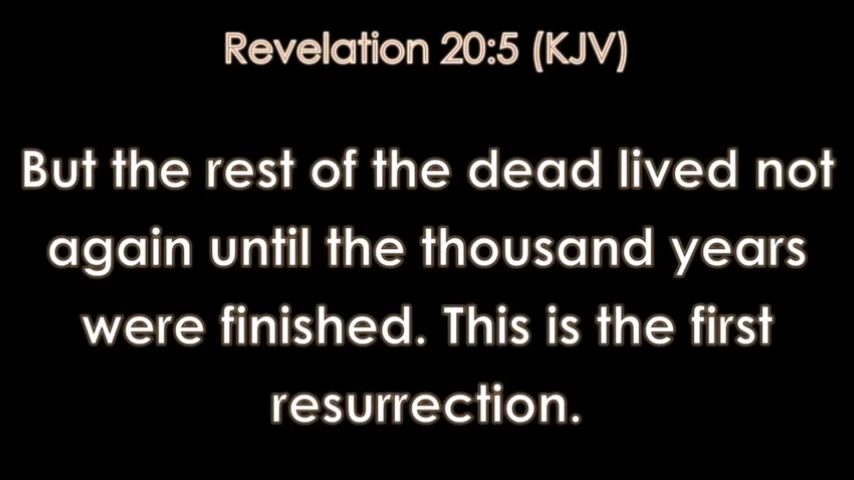 Revelation 20:5 (KJV)
But the rest of the dead lived not
again until the thousand years
were finished. This is the first
resurrection.